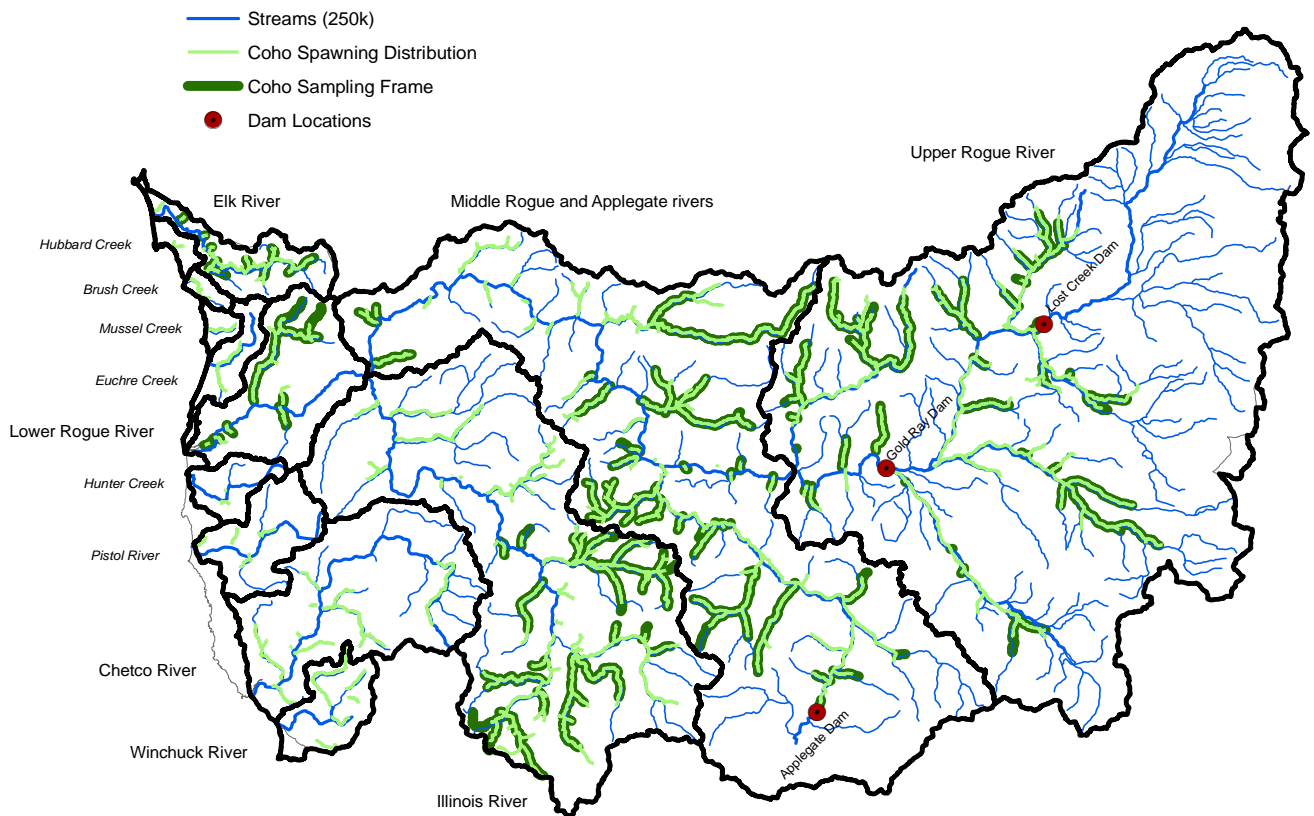 Streams (250k)
Coho Spawning Distribution
Coho Sampling Frame
Dam Locations
Upper Rogue River
Elk River
Middle Rogue and Applegate rivers
Hubbard Creek
Brush Creek
Mussel Creek
Euchre Creek
Lower Rogue River
Hunter Creek
Pistol River
Chetco River
Winchuck River
Illinois River
Lost Creek Dam
Gold Ray Dam
Applegate Dam